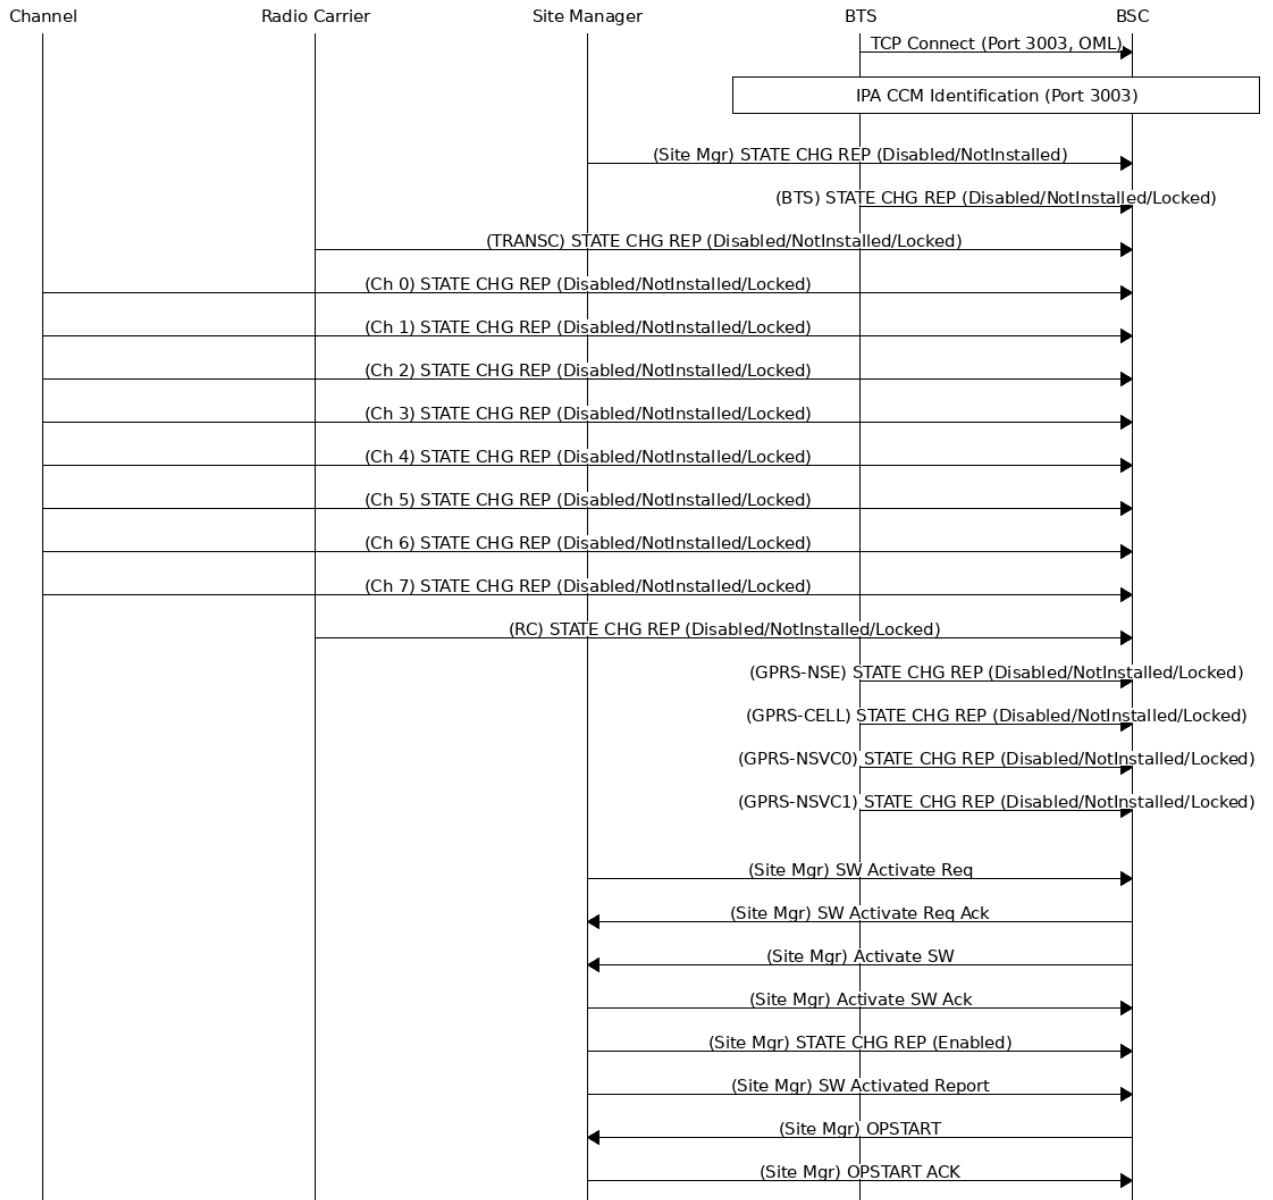 Channel Radio Carrier Site Manager BTS BSC
TCP Connect (Port 3003, OML)
IPA CCM Identification (Port 3003)
(Site Mgr) STATE CHG REP (Disabled/NotInstalled)
(BTS) STATE CHG REP (Disabled/NotInstalled/Locked)
(TRANSC) STATE CHG REP (Disabled/NotInstalled/Locked)
(Ch 0) STATE CHG REP (Disabled/NotInstalled/Locked)
(Ch 1) STATE CHG REP (Disabled/NotInstalled/Locked)
(Ch 2) STATE CHG REP (Disabled/NotInstalled/Locked)
(Ch 3) STATE CHG REP (Disabled/NotInstalled/Locked)
(Ch 4) STATE CHG REP (Disabled/NotInstalled/Locked)
(Ch 5) STATE CHG REP (Disabled/NotInstalled/Locked)
(Ch 6) STATE CHG REP (Disabled/NotInstalled/Locked)
(Ch 7) STATE CHG REP (Disabled/NotInstalled/Locked)
(RC) STATE CHG REP (Disabled/NotInstalled/Locked)
(GPRS-NSE) STATE CHG REP (Disabled/NotInstalled/Locked)
(GPRS-CELL) STATE CHG REP (Disabled/NotInstalled/Locked)
(GPRS-NSVC0) STATE CHG REP (Disabled/NotInstalled/Locked)
(GPRS-NSVC1) STATE CHG REP (Disabled/NotInstalled/Locked)
(Site Mgr) SW Activate Req
(Site Mgr) SW Activate Req Ack
(Site Mgr) Activate SW
(Site Mgr) Activate SW Ack
(Site Mgr) STATE CHG REP (Enabled)
(Site Mgr) SW Activated Report
(Site Mgr) OPSTART
(Site Mgr) OPSTART ACK